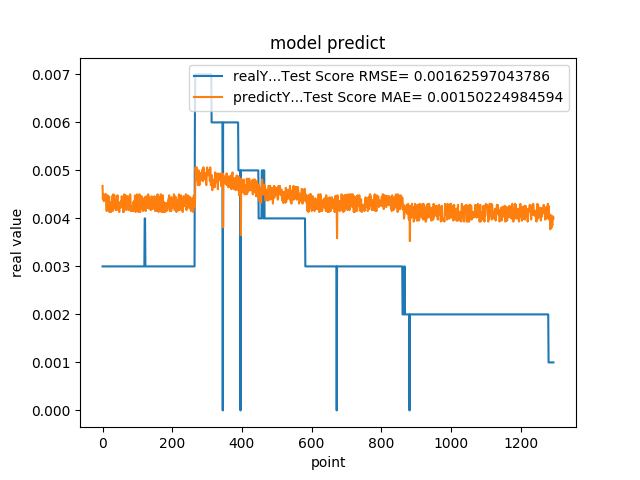 model predict
realY...Test Score RMSE= 0.00162597043786
predictY...Test Score MAE= 0.00150224984594
0.007
0.006
0.005
0.004
0.003
0.002
0.001
0.000
real value
0 200 400 600 800 1000 1200
point